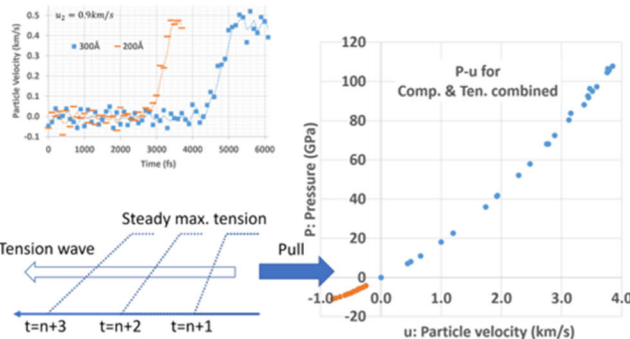 u₂ = 0.9km/s
300Å
200Å
Particle Velocity (km/s)
0.5
0.4
0.3
0.2
0.1
0.0
-0.1
0
1000
2000
3000
4000
5000
6000
Time (fs)
Steady max. tension
Tension wave
Pull
t=n+3
t=n+2
t=n+1
P-u for
Comp. & Ten. combined
P: Pressure (GPa)
120
100
80
60
40
20
0
-20
-1.0
0.0
1.0
2.0
3.0
4.0
u: Particle velocity (km/s)